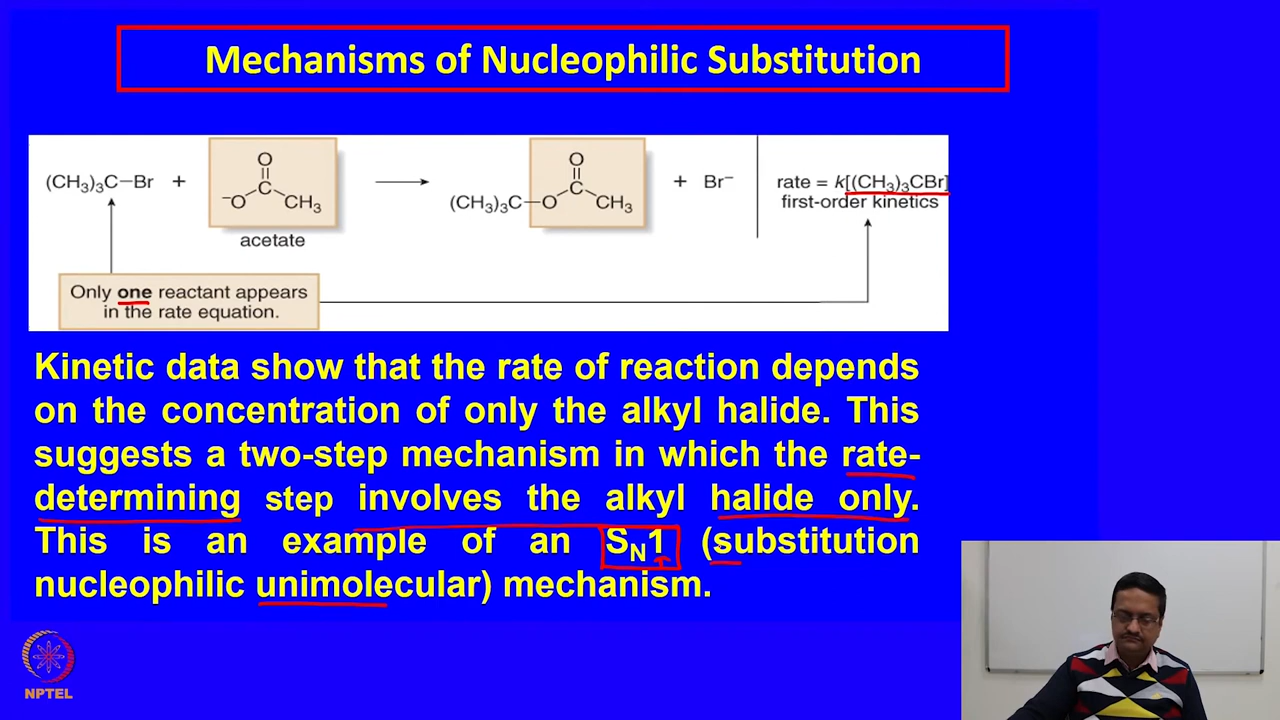 Mechanisms of Nucleophilic Substitution
(CH₃)₃C−Br + ⁻O C O CH₃ → (CH₃)₃C−O C O CH₃ + Br⁻
rate = k[(CH₃)₃CBr]
first-order kinetics
acetate
Only one reactant appears
in the rate equation.
Kinetic data show that the rate of reaction depends
on the concentration of only the alkyl halide. This
suggests a two-step mechanism in which the rate-
determining step involves the alkyl halide only.
This is an example of an SN1 (substitution
nucleophilic unimolecular) mechanism.
NPTEL